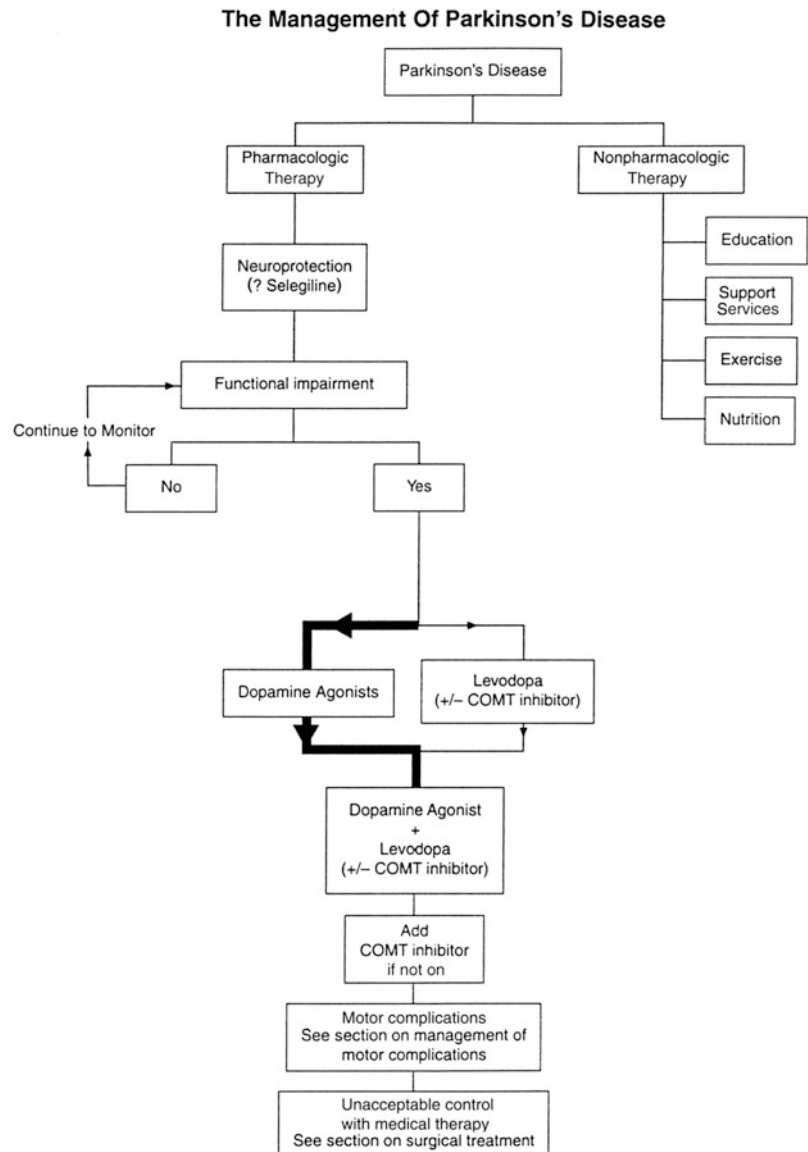 The Management Of Parkinson's Disease
Parkinson's Disease
Pharmacologic
Therapy
Nonpharmacologic
Therapy
Neuroprotection
(? Selegiline)
Education
Support
Services
Exercise
Nutrition
Functional impairment
Continue to Monitor
No
Yes
Dopamine Agonists
Levodopa
(+/– COMT inhibitor)
Dopamine Agonist
+
Levodopa
(+/– COMT inhibitor)
Add
COMT inhibitor
if not on
Motor complications
See section on management of
motor complications
Unacceptable control
with medical therapy
See section on surgical treatment